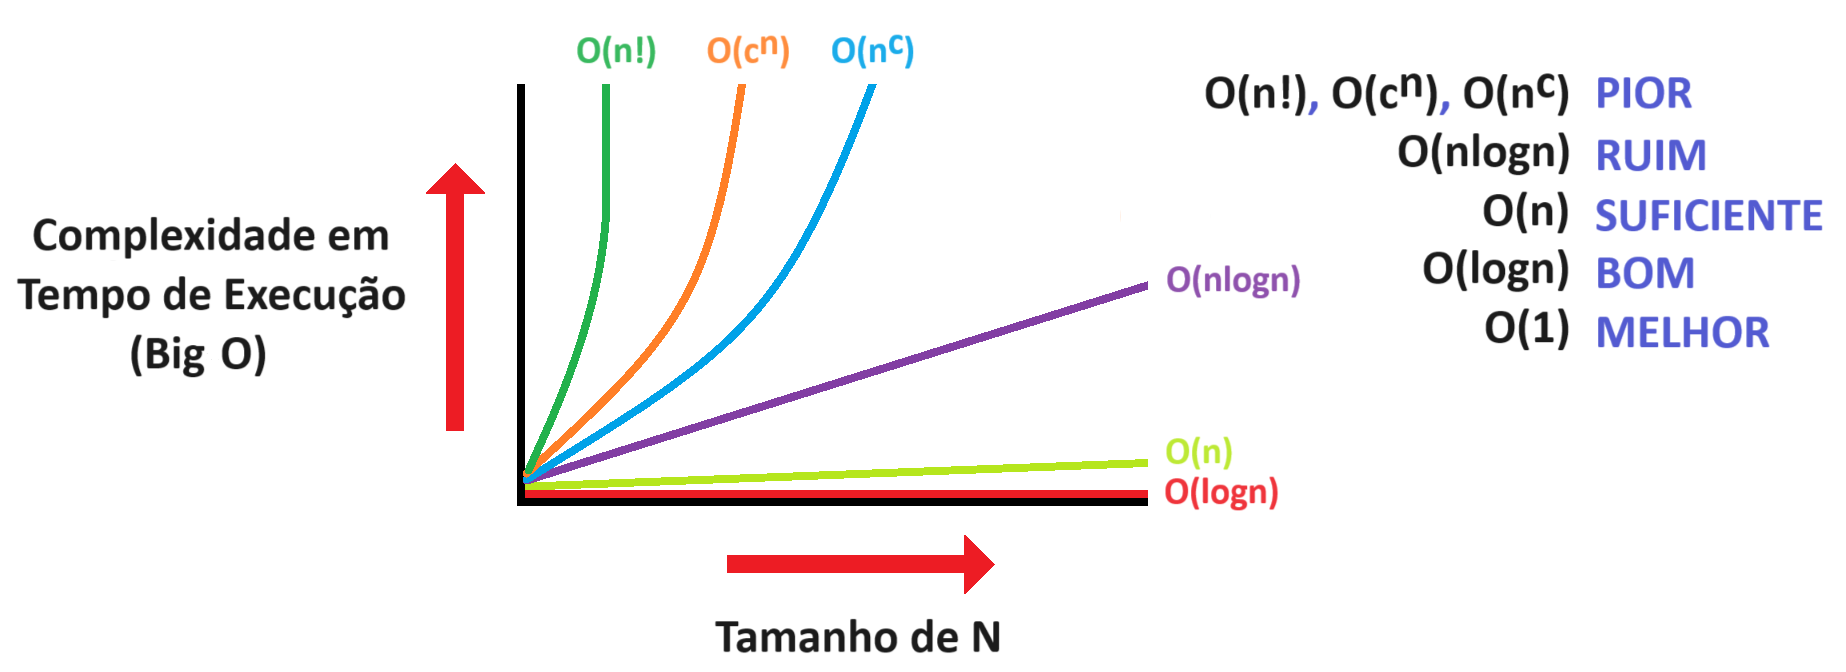 O(n!) O(cⁿ) O(nᶜ)
Complexidade em
Tempo de Execução
(Big O)
O(nlogn)
O(n)
O(logn)
Tamanho de N
O(n!), O(cⁿ), O(nᶜ) PIOR
O(nlogn) RUIM
O(n) SUFICIENTE
O(logn) BOM
O(1) MELHOR